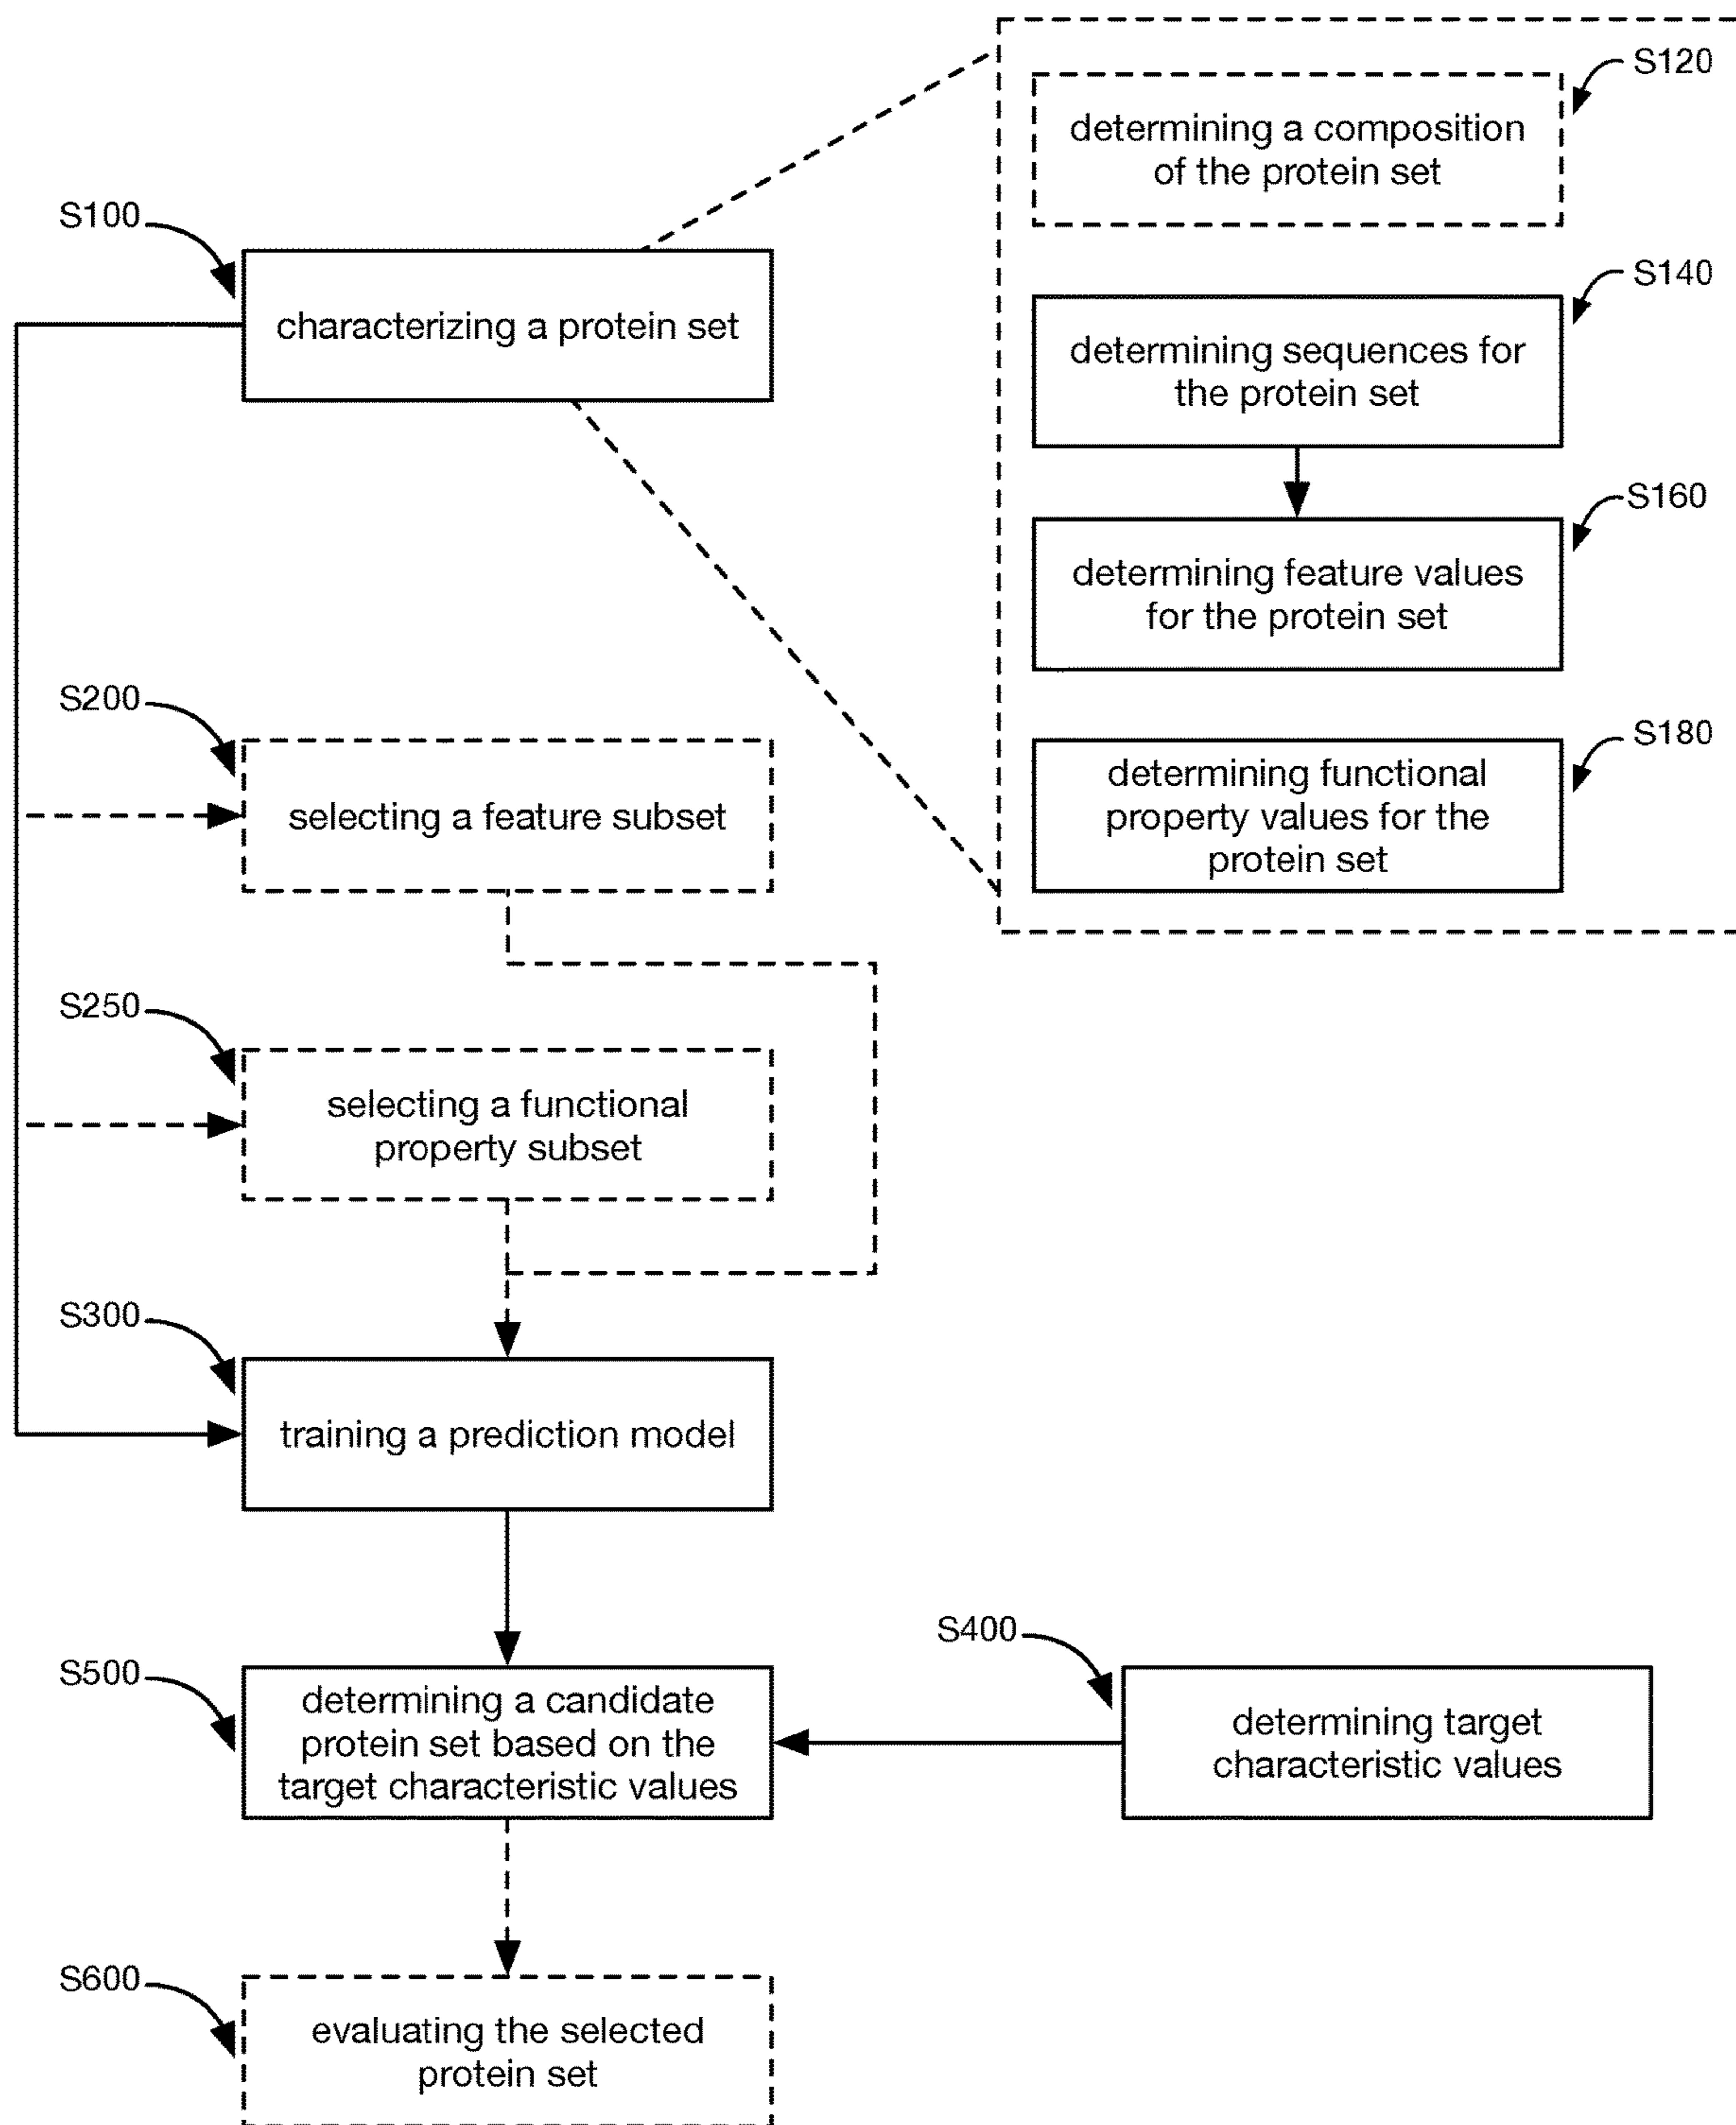 S120
determining a composition
of the protein set
S100
characterizing a protein set
S140
determining sequences for
the protein set
S160
determining feature values
for the protein set
S180
determining functional
property values for the
protein set
S200
selecting a feature subset
S250
selecting a functional
property subset
S300
training a prediction model
S400
determining target
characteristic values
S500
determining a candidate
protein set based on the
target characteristic values
S600
evaluating the selected
protein set